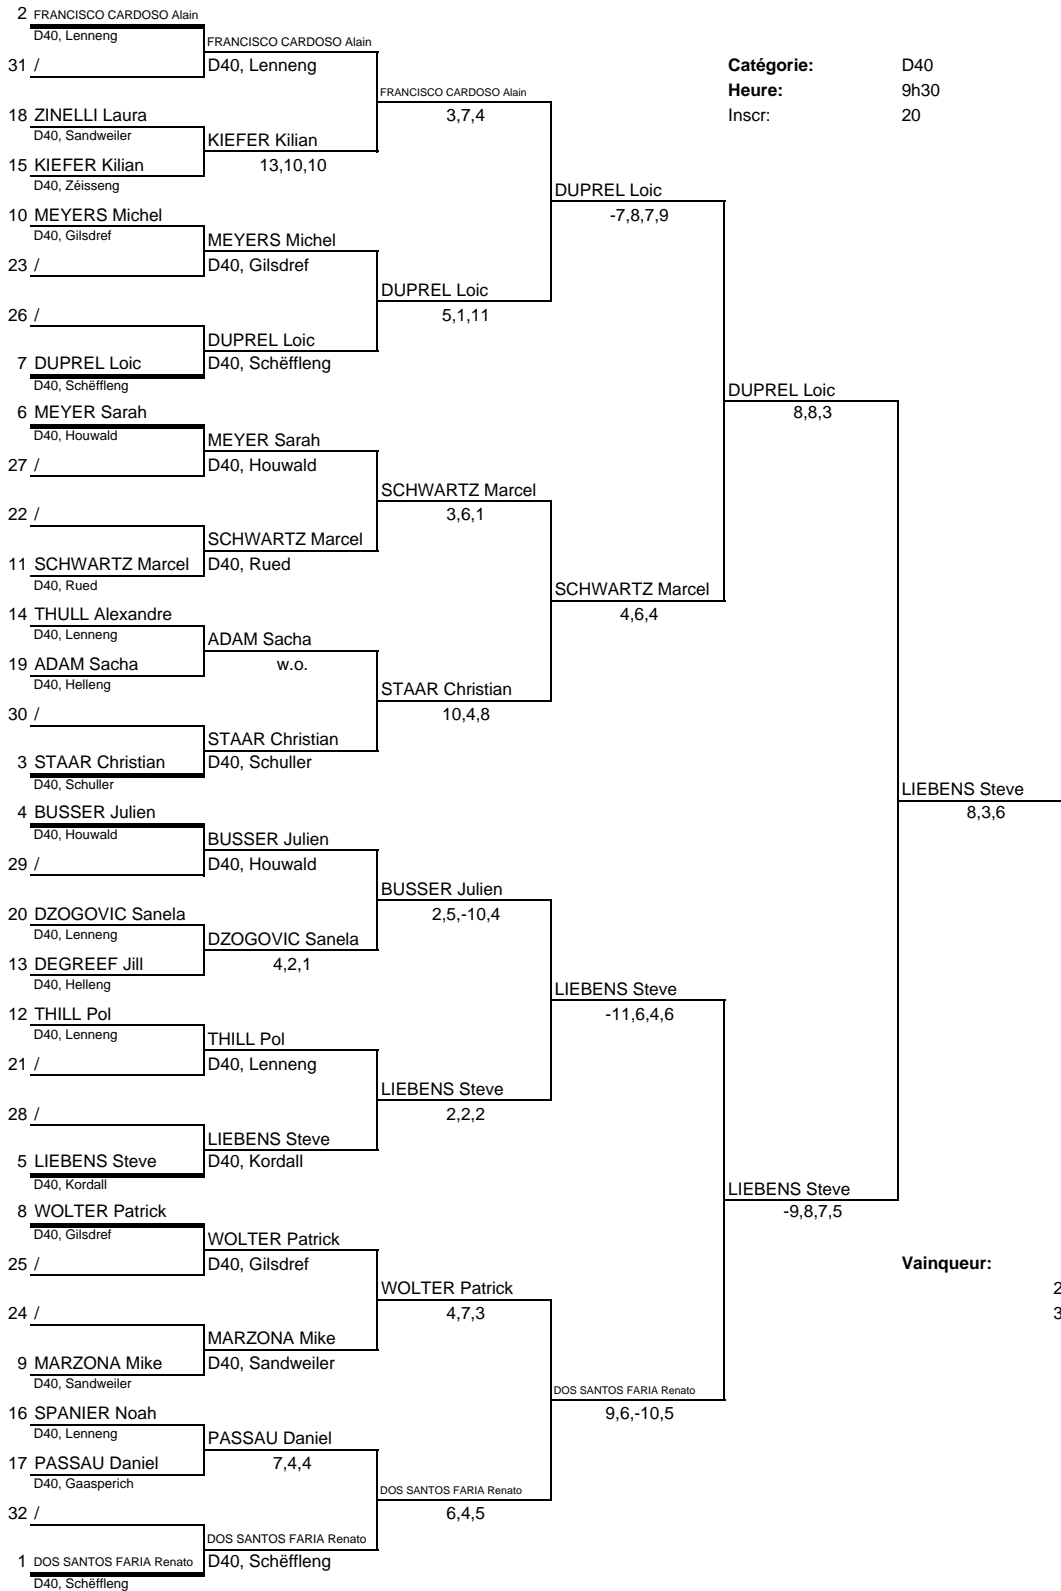 2 FRANCISCO CARDOSO Alain
D40, Lenneng
FRANCISCO CARDOSO Alain
31 / D40, Lenneng
Catégorie: D40
FRANCISCO CARDOSO Alain
Heure: 9h30
18 ZINELLI Laura
3,7,4
Inscr: 20
D40, Sandweiler
KIEFER Kilian
15 KIEFER Kilian
13,10,10
D40, Zéisseng
DUPREL Loic
10 MEYERS Michel
-7,8,7,9
D40, Gilsdref
MEYERS Michel
23 / D40, Gilsdref
DUPREL Loic
26 /
5,1,11
DUPREL Loic
7 DUPREL Loic
D40, Schëffleng
D40, Schëffleng
DUPREL Loic
6 MEYER Sarah
8,8,3
D40, Houwald
MEYER Sarah
27 / D40, Houwald
SCHWARTZ Marcel
22 /
3,6,1
SCHWARTZ Marcel
11 SCHWARTZ Marcel
D40, Rued
D40, Rued
SCHWARTZ Marcel
14 THULL Alexandre
4,6,4
D40, Lenneng
ADAM Sacha
19 ADAM Sacha
w.o.
D40, Helleng
STAAR Christian
30 /
10,4,8
STAAR Christian
3 STAAR Christian
D40, Schuller
D40, Schuller
LIEBENS Steve
4 BUSSER Julien
8,3,6
D40, Houwald
BUSSER Julien
29 / D40, Houwald
BUSSER Julien
20 DZOGOVIC Sanela
2,5,-10,4
D40, Lenneng
DZOGOVIC Sanela
13 DEGREEF Jill
4,2,1
D40, Helleng
LIEBENS Steve
12 THILL Pol
-11,6,4,6
D40, Lenneng
THILL Pol
21 / D40, Lenneng
LIEBENS Steve
28 /
2,2,2
LIEBENS Steve
5 LIEBENS Steve
D40, Kordall
D40, Kordall
LIEBENS Steve
8 WOLTER Patrick
-9,8,7,5
D40, Gilsdref
WOLTER Patrick
25 / D40, Gilsdref
Vainqueur:
WOLTER Patrick
2
24 /
4,7,3
3
MARZONA Mike
9 MARZONA Mike
D40, Sandweiler
D40, Sandweiler
DOS SANTOS FARIA Renato
16 SPANIER Noah
9,6,-10,5
D40, Lenneng
PASSAU Daniel
17 PASSAU Daniel
7,4,4
D40, Gaasperich
DOS SANTOS FARIA Renato
32 /
6,4,5
DOS SANTOS FARIA Renato
1 DOS SANTOS FARIA Renato
D40, Schëffleng
D40, Schëffleng